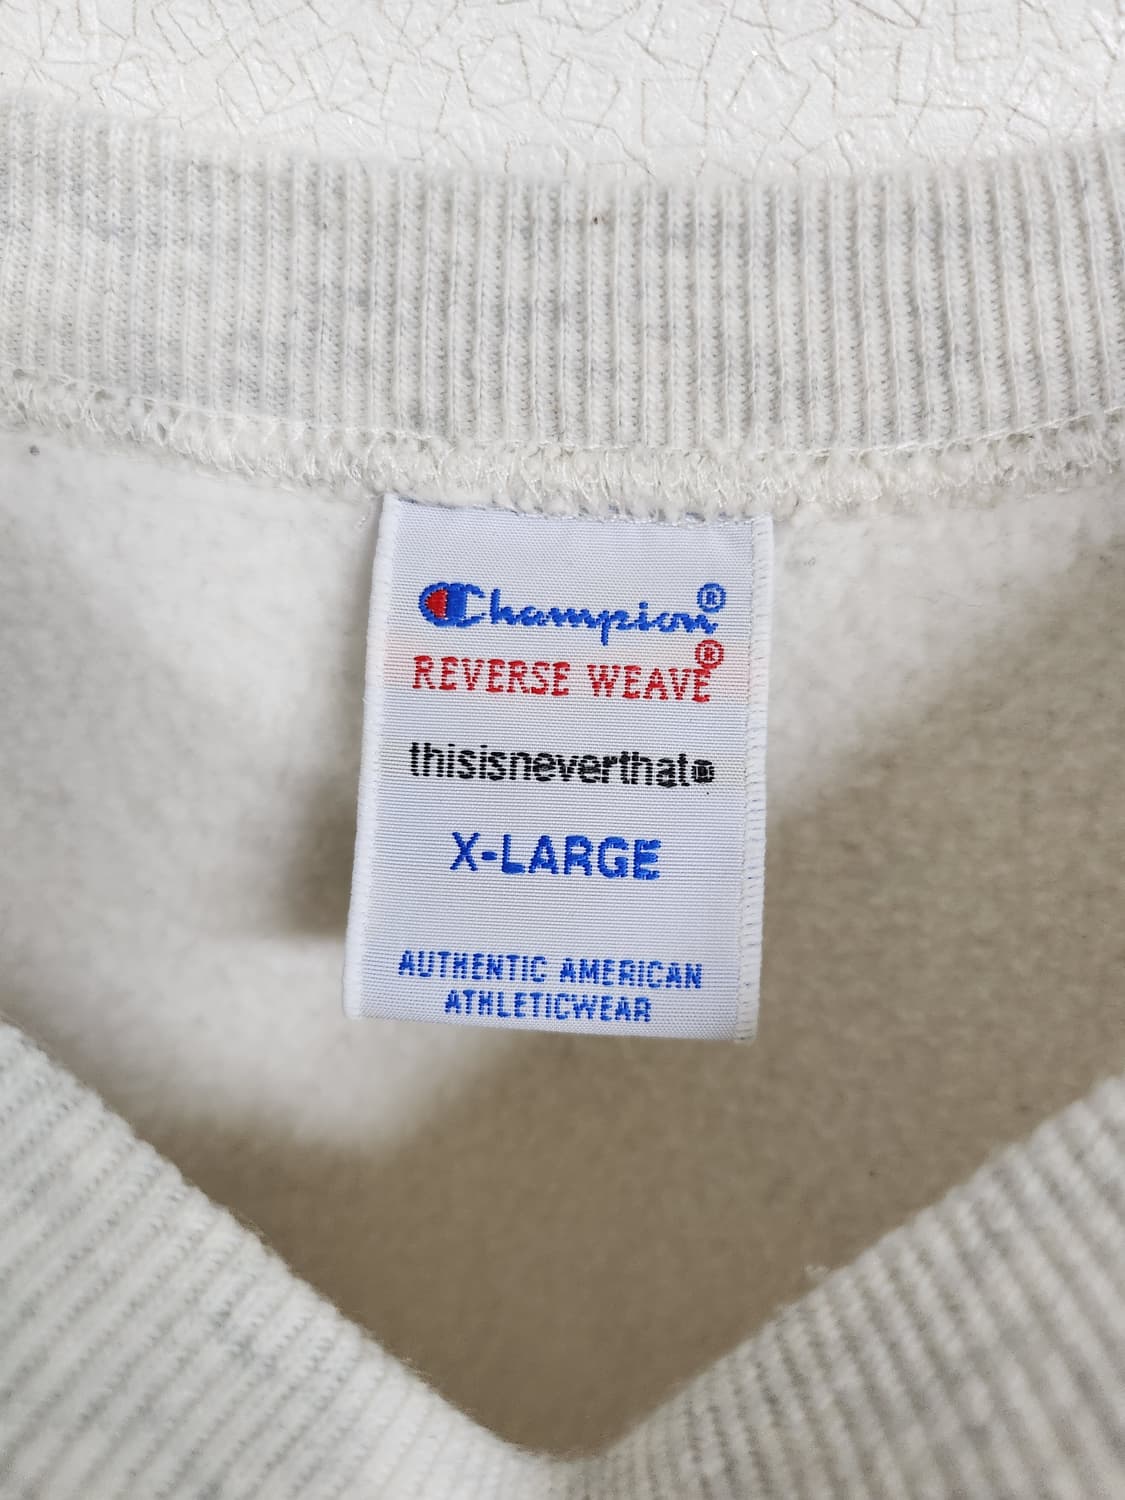 Champion®
REVERSE WEAVE®
thisisneverthat®
X-LARGE
AUTHENTIC AMERICAN
ATHLETICWEAR